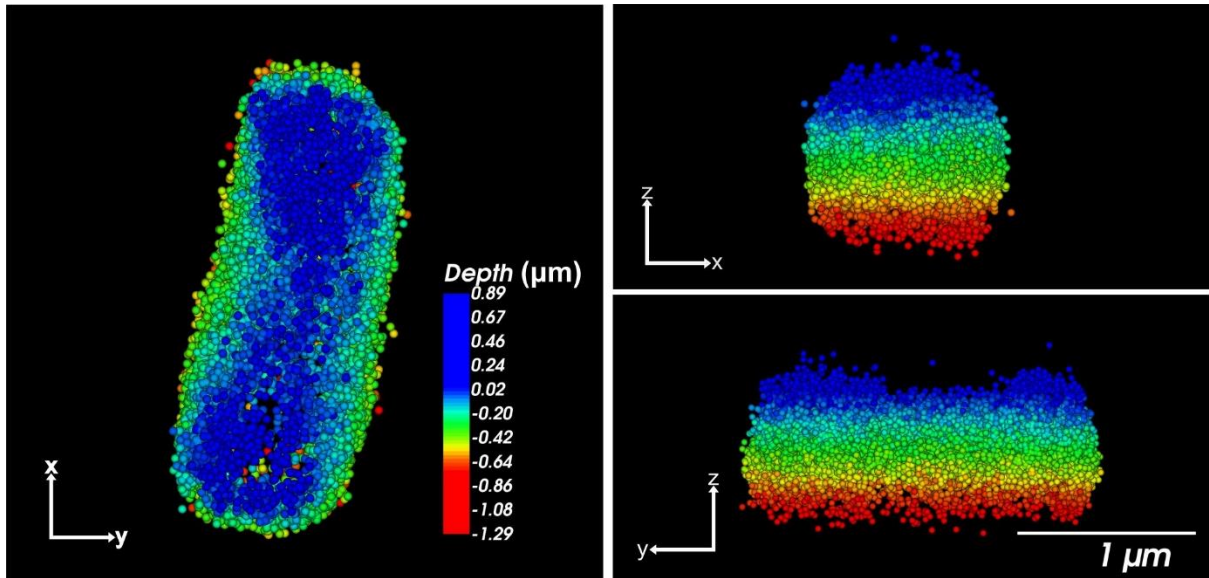 Depth (μm)
0.89
0.67
0.46
0.24
0.02
-0.20
-0.42
-0.64
-0.86
-1.08
-1.29
x
y
z
x
z
y
1 μm